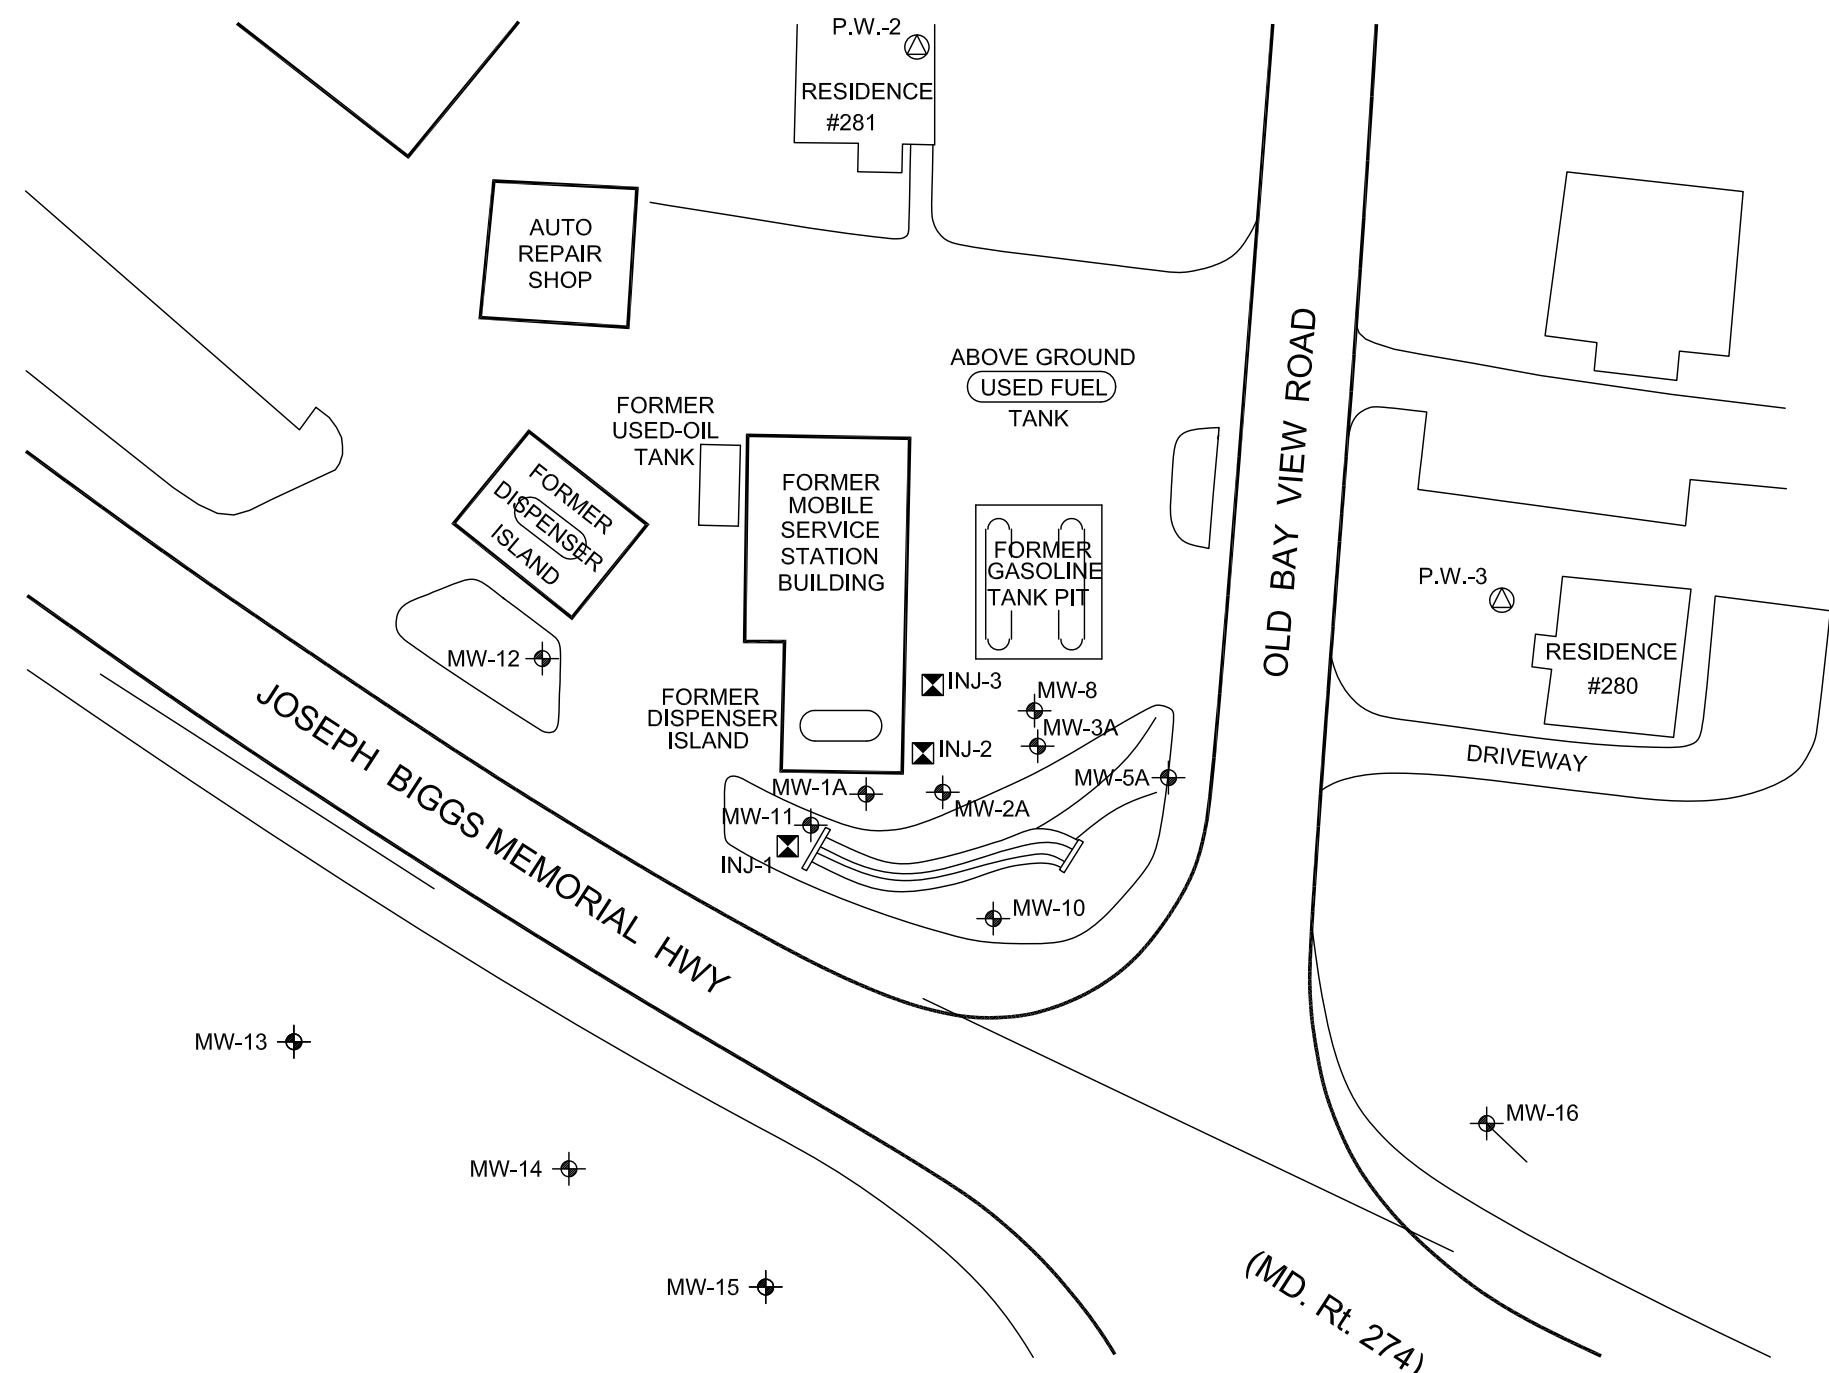 P.W.-2
RESIDENCE
#281
AUTO
REPAIR
SHOP
ABOVE GROUND
USED FUEL
TANK
FORMER
USED-OIL
TANK
FORMER
DISPENSER
ISLAND
FORMER
MOBILE
SERVICE
STATION
BUILDING
FORMER
GASOLINE
TANK PIT
OLD BAY VIEW ROAD
P.W.-3
RESIDENCE
#280
DRIVEWAY
MW-12
FORMER
DISPENSER
ISLAND
INJ-3
MW-8
MW-3A
INJ-2
MW-5A
MW-1A
MW-2A
MW-11
INJ-1
MW-10
JOSEPH BIGGS MEMORIAL HWY
MW-13
MW-14
MW-15
MW-16
(MD. Rt. 274)